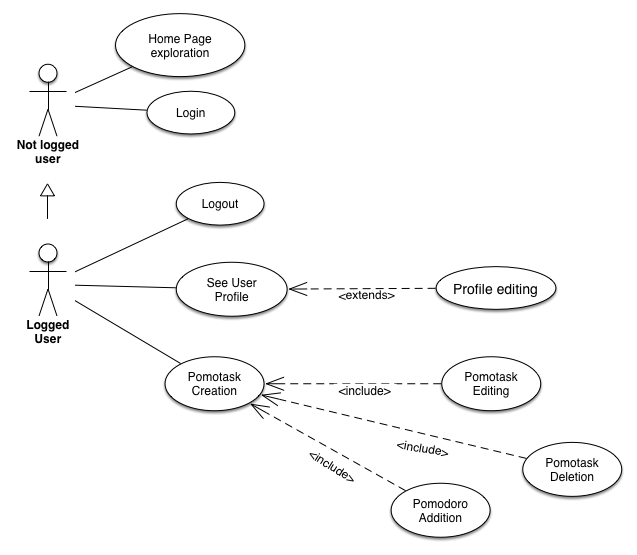 Home Page
exploration
Login
Not logged
user
Logout
See User
Profile
<extends>
Profile editing
Logged
User
Pomotask
Creation
<include>
Pomotask
Editing
<include>
Pomotask
Deletion
<include>
Pomodoro
Addition